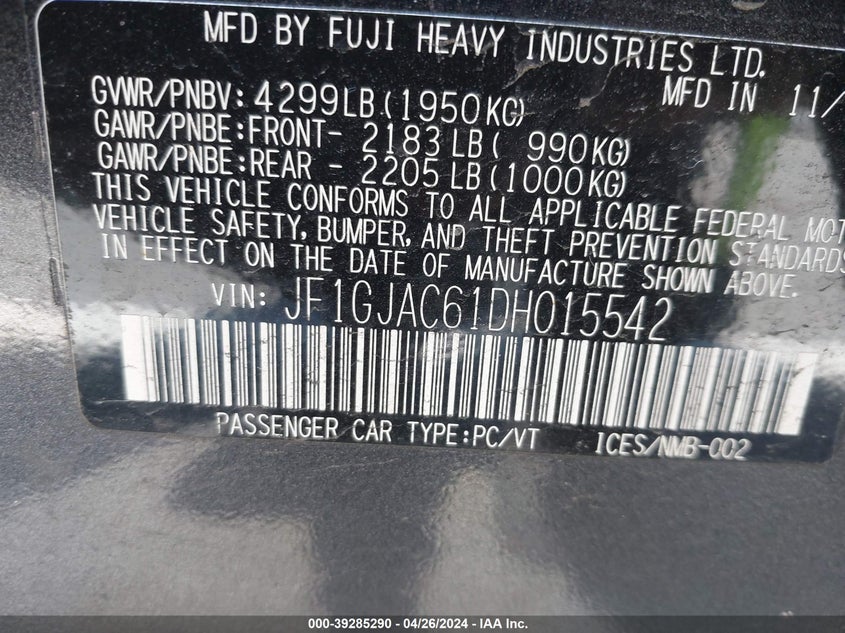 MFD BY FUJI HEAVY INDUSTRIES LTD.
MFD IN 11/
GVWR/PNBV: 4299LB(1950KG)
GAWR/PNBE:FRONT- 2183 LB( 990KG)
GAWR/PNBE:REAR - 2205 LB(1000KG)
THIS VEHICLE CONFORMS TO ALL APPLICABLE FEDERAL MOT
VEHICLE SAFETY, BUMPER, AND THEFT PREVENTION STANDARDS
IN EFFECT ON THE DATE OF MANUFACTURE SHOWN ABOVE.
VIN: JF1GJAC61DH015542
PASSENGER CAR TYPE:PC/VT ICES/NMB-002
000-39285290 - 04/26/2024 - IAA Inc.